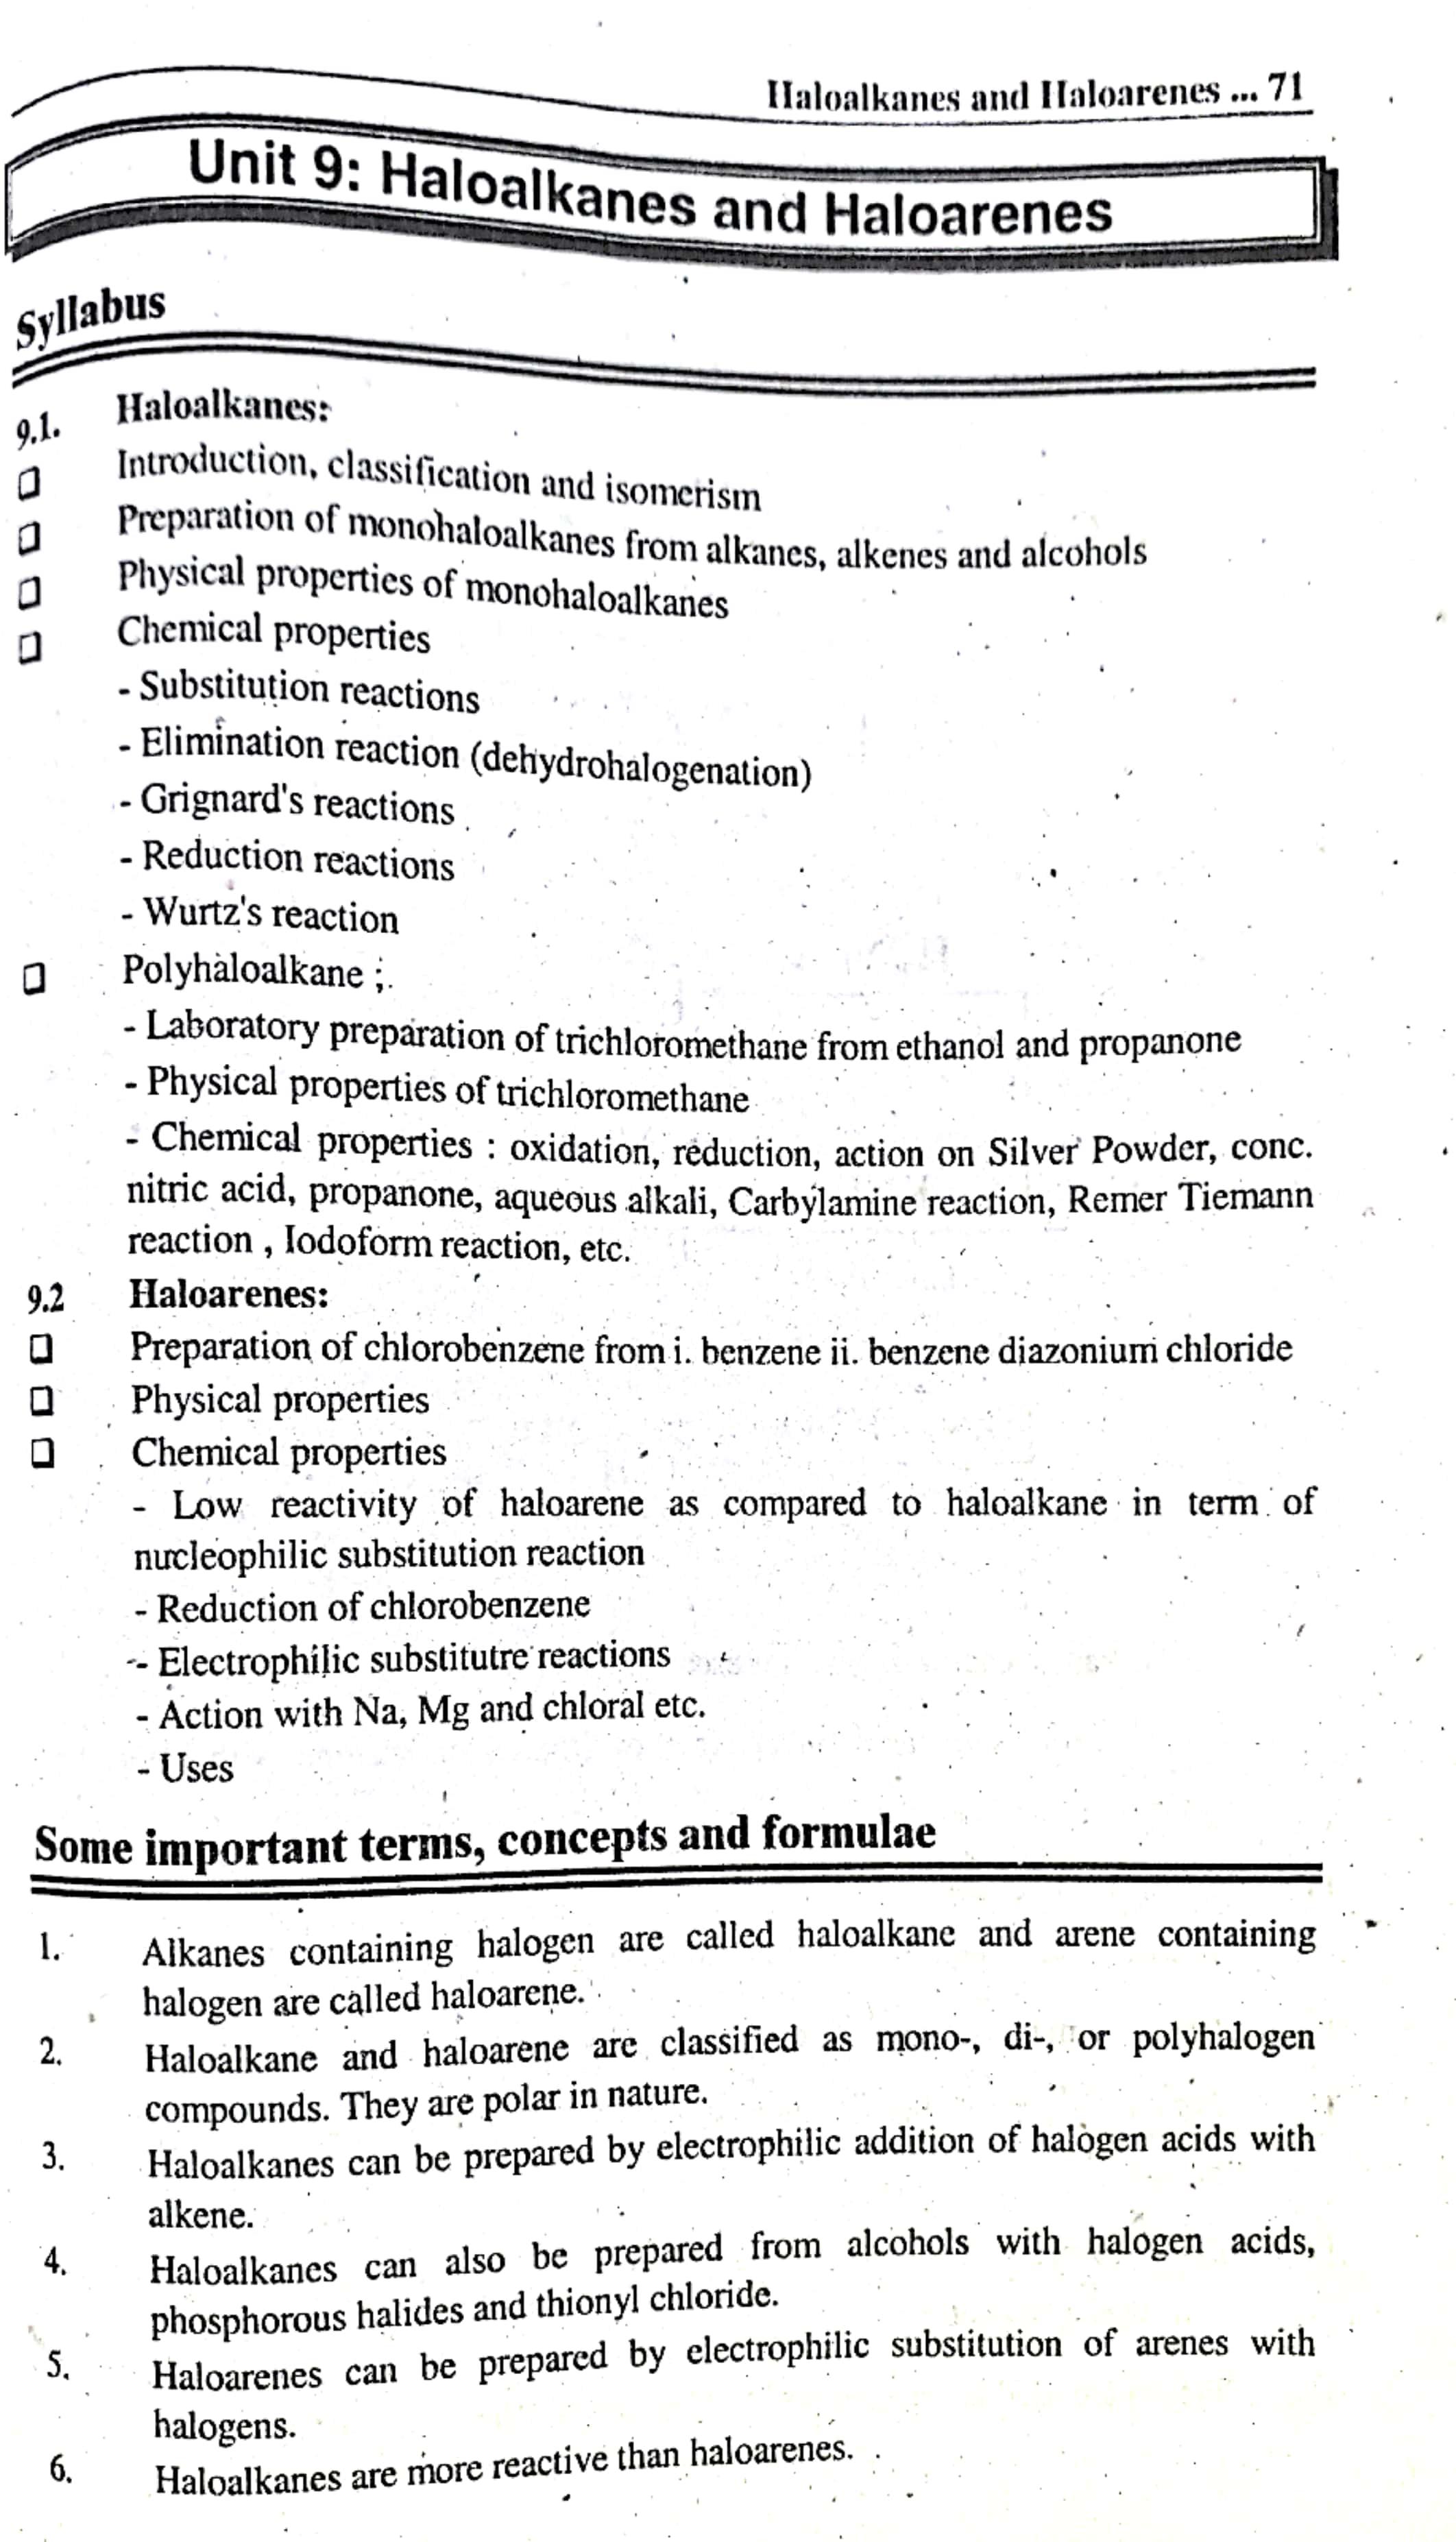 Haloalkanes and Haloarenes ... 71
Unit 9: Haloalkanes and Haloarenes
Syllabus
9.1. Haloalkanes:
❑ Introduction, classification and isomerism
❑ Preparation of monohaloalkanes from alkanes, alkenes and alcohols
❑ Physical properties of monohaloalkanes
❑ Chemical properties
- Substitution reactions
- Elimination reaction (dehydrohalogenation)
- Grignard's reactions
- Reduction reactions
- Wurtz's reaction
❑ Polyhaloalkane ;.
- Laboratory preparation of trichloromethane from ethanol and propanone
- Physical properties of trichloromethane
- Chemical properties : oxidation, reduction, action on Silver Powder, conc.
nitric acid, propanone, aqueous alkali, Carbylamine reaction, Remer Tiemann
reaction , Iodoform reaction, etc.
9.2 Haloarenes:
❑ Preparation of chlorobenzene from i. benzene ii. benzene diazonium chloride
❑ Physical properties
❑ Chemical properties
- Low reactivity of haloarene as compared to haloalkane in term of
nucleophilic substitution reaction
- Reduction of chlorobenzene
- Electrophilic substitutre reactions
- Action with Na, Mg and chloral etc.
- Uses
Some important terms, concepts and formulae
1. Alkanes containing halogen are called haloalkane and arene containing
halogen are called haloarene.
2. Haloalkane and haloarene are classified as mono-, di-, or polyhalogen
compounds. They are polar in nature.
3. Haloalkanes can be prepared by electrophilic addition of halogen acids with
alkene.
4. Haloalkanes can also be prepared from alcohols with halogen acids,
phosphorous halides and thionyl chloride.
5. Haloarenes can be prepared by electrophilic substitution of arenes with
halogens.
6. Haloalkanes are more reactive than haloarenes.